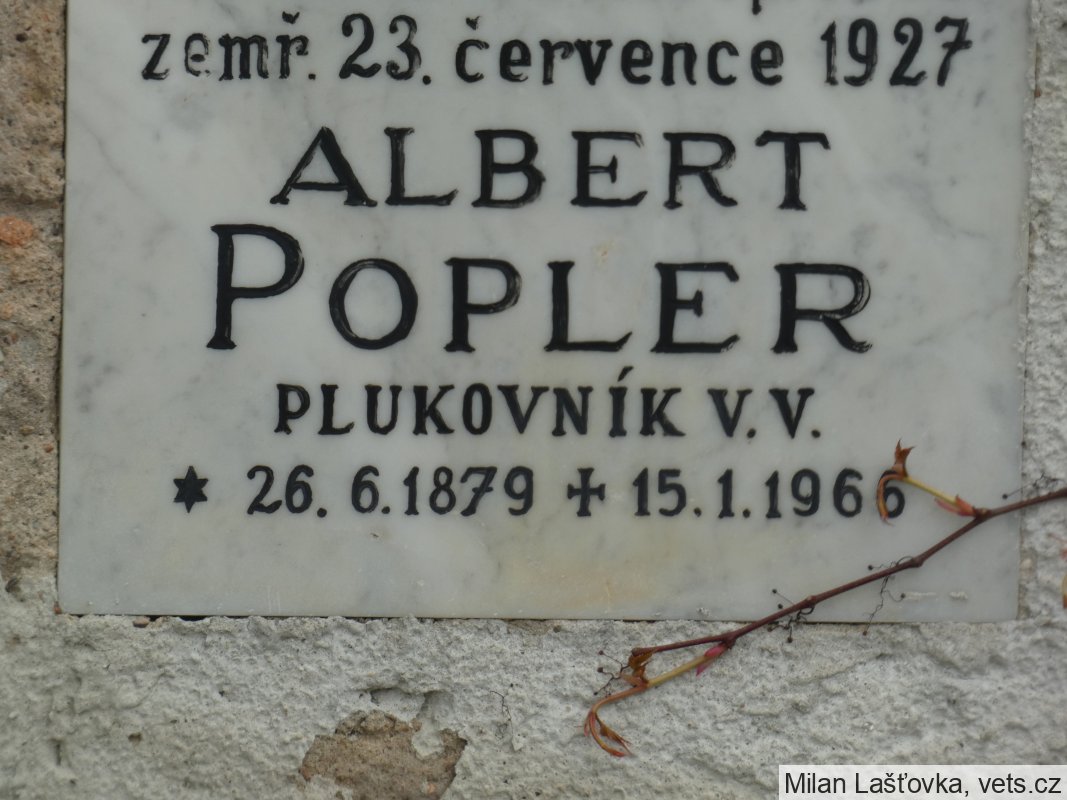 zemř. 23. července 1927
ALBERT
POPLER
PLUKOVNÍK V.V.
* 26. 6. 1879 ✝ 15. 1. 1966
Milan Lašťovka, vets.cz